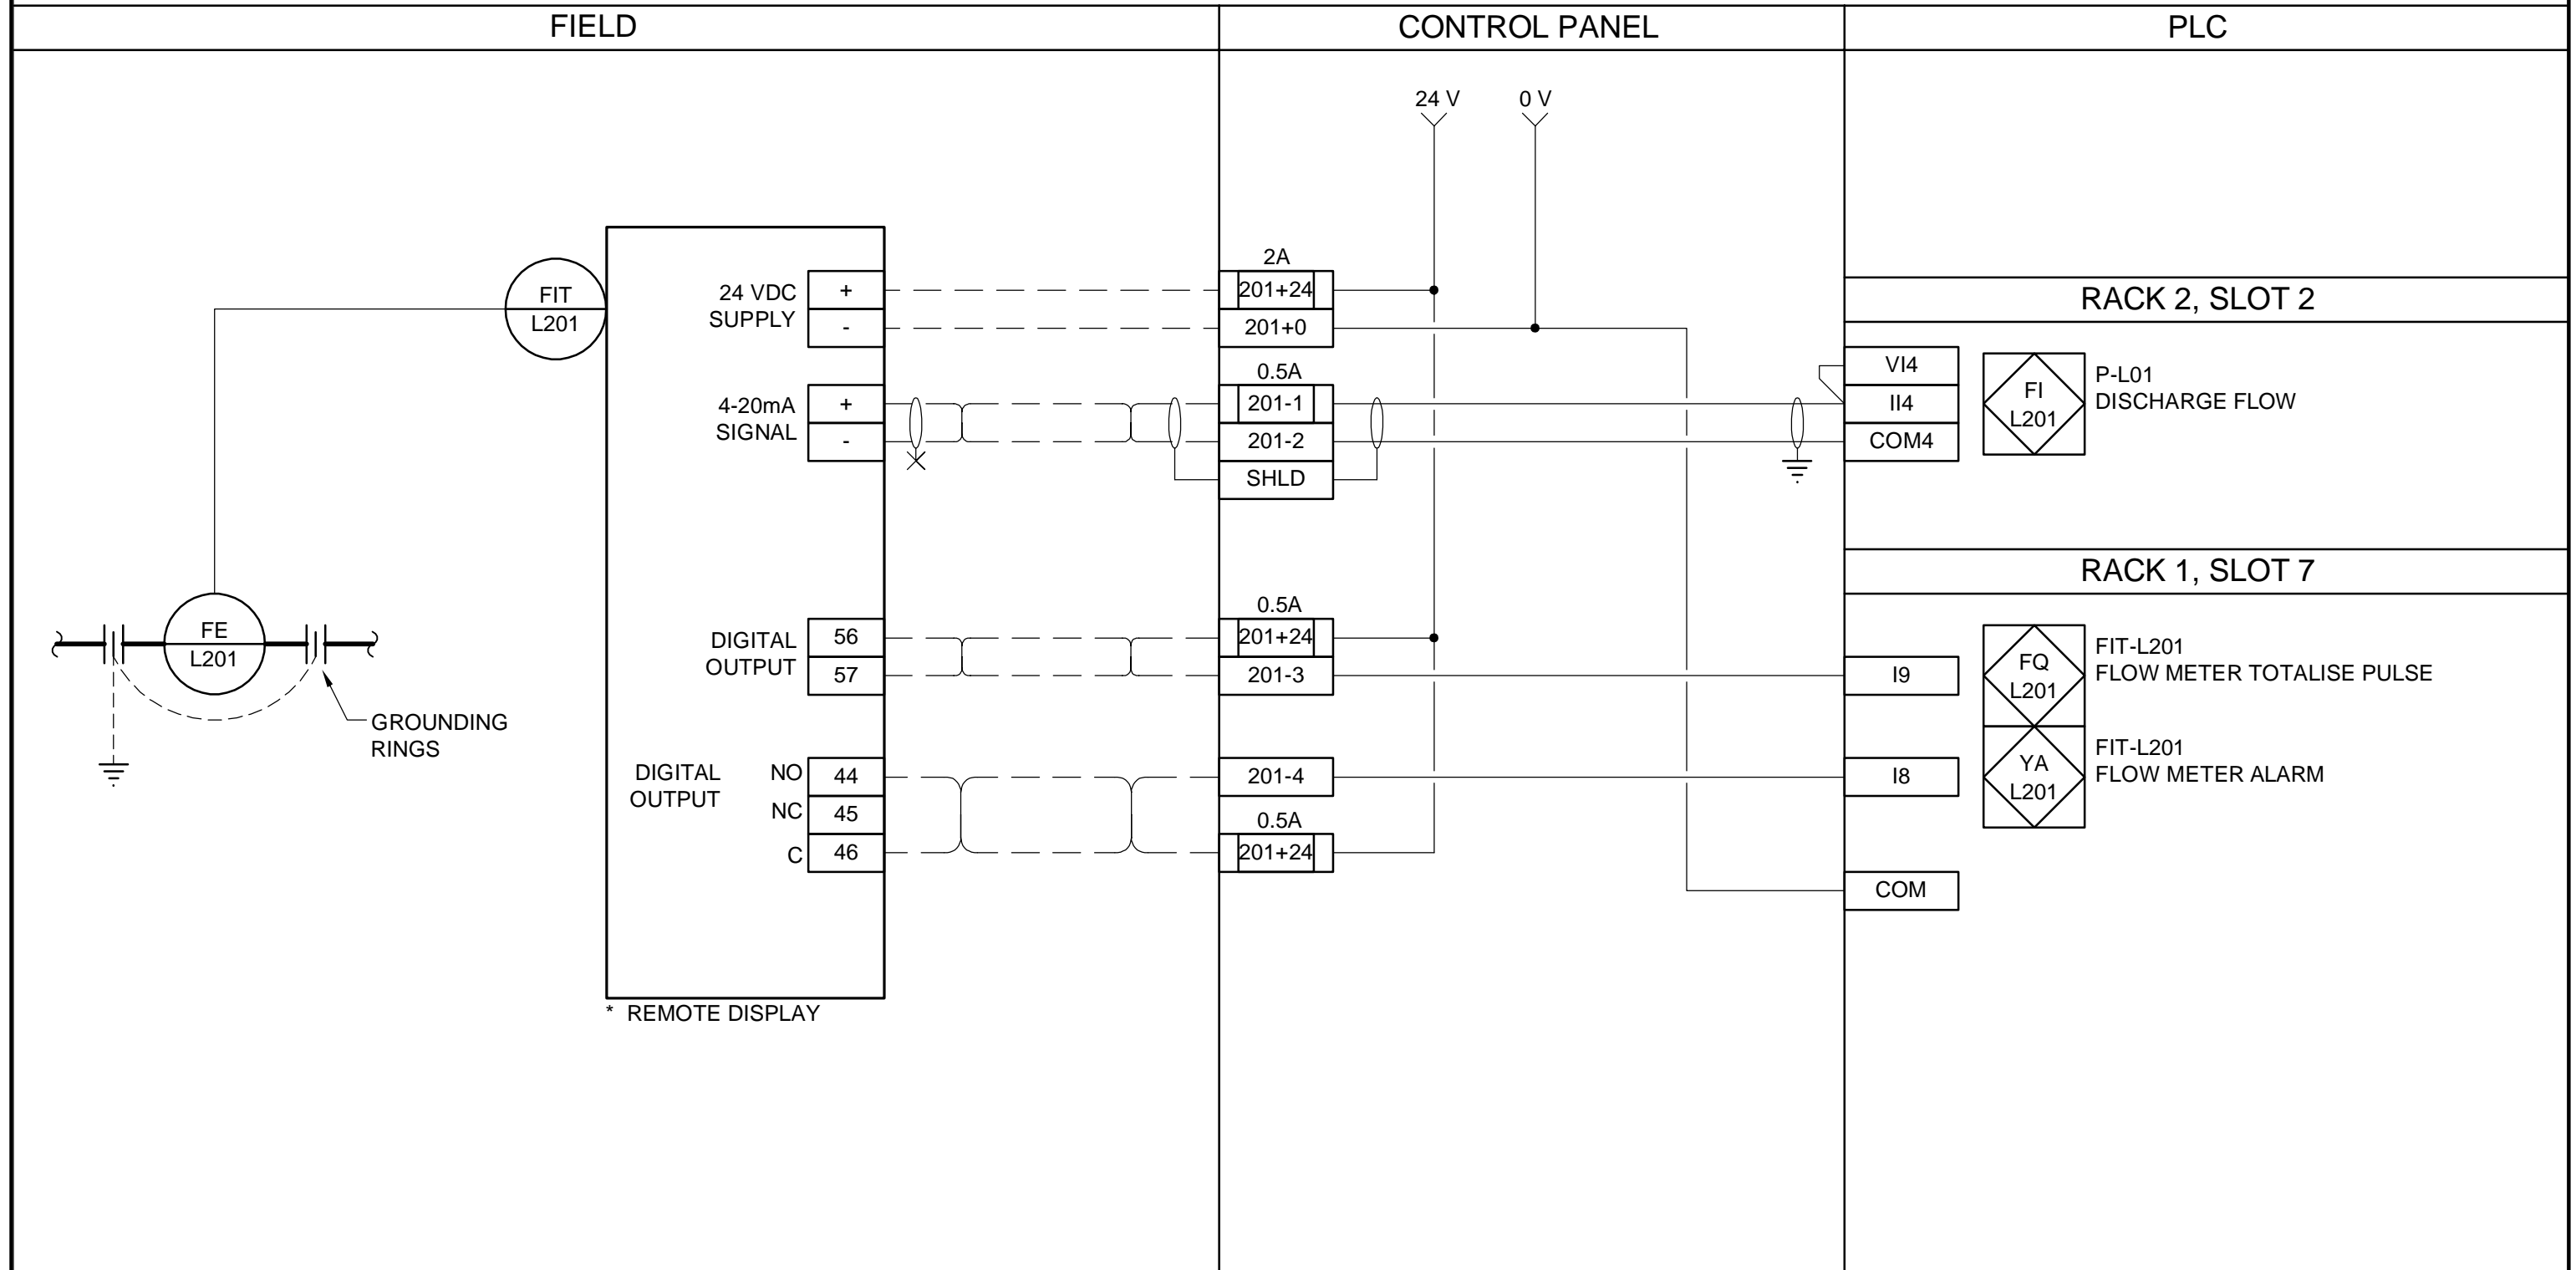 FIELD
CONTROL PANEL
PLC
24 V
0 V
FIT
L201
24 VDC
SUPPLY
+
-
2A
201+24
201+0
RACK 2, SLOT 2
4-20mA
SIGNAL
+
-
0.5A
201-1
201-2
SHLD
VI4
II4
COM4
FI
L201
P-L01
DISCHARGE FLOW
RACK 1, SLOT 7
FE
L201
GROUNDING
RINGS
DIGITAL
OUTPUT
56
57
0.5A
201+24
201-3
I9
FQ
L201
FIT-L201
FLOW METER TOTALISE PULSE
DIGITAL
OUTPUT
NO
NC
C
44
45
46
201-4
0.5A
201+24
I8
YA
L201
FIT-L201
FLOW METER ALARM
COM
* REMOTE DISPLAY